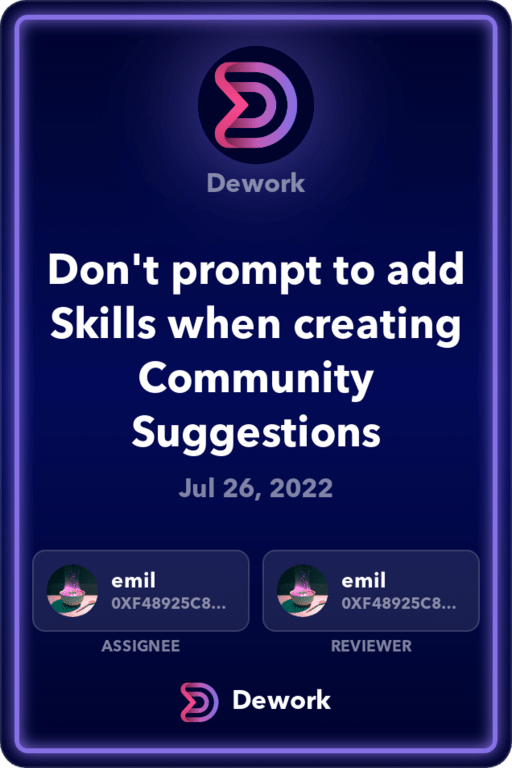 Dework
Don't prompt to add
Skills when creating
Community
Suggestions
Jul 26, 2022
emil
0XF48925C8...
ASSIGNEE
emil
0XF48925C8...
REVIEWER
Dework